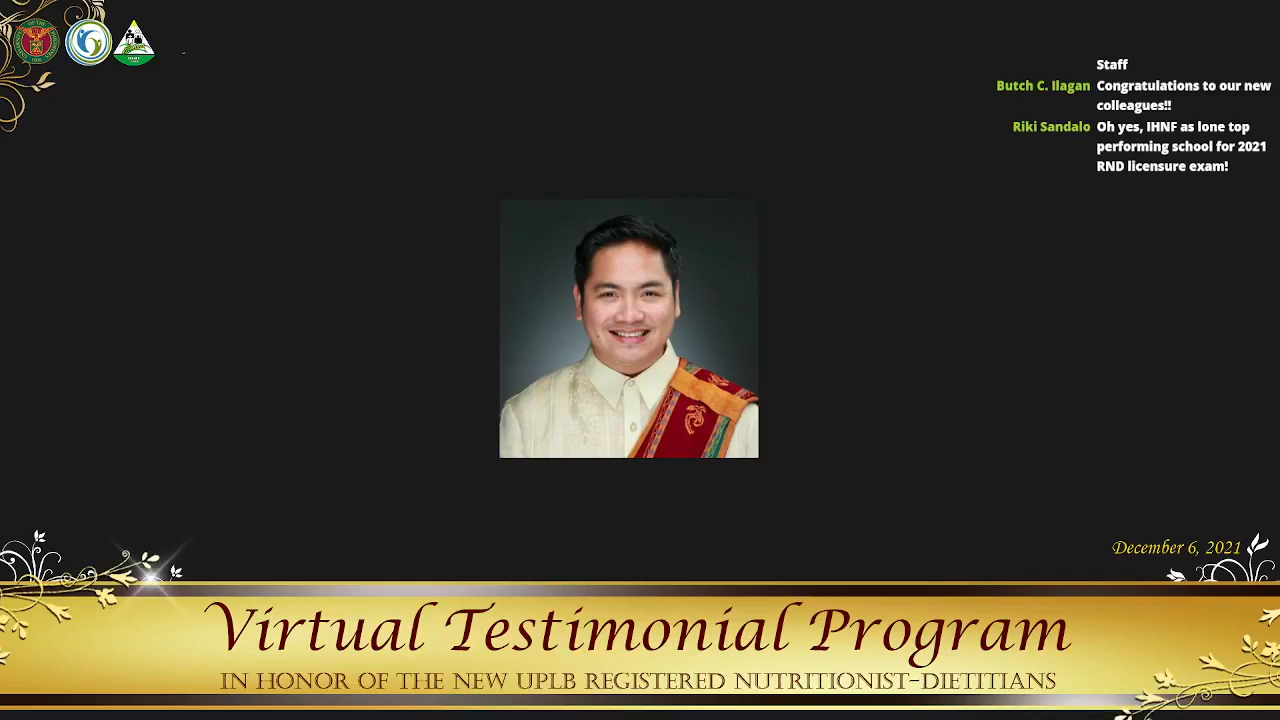 Staff
Butch C. Ilagan Congratulations to our new
colleagues!!
Riki Sandalo Oh yes, IHNF as lone top
performing school for 2021
RND licensure exam!
December 6, 2021
Virtual Testimonial Program
IN HONOR OF THE NEW UPLB REGISTERED NUTRITIONIST-DIETITIANS